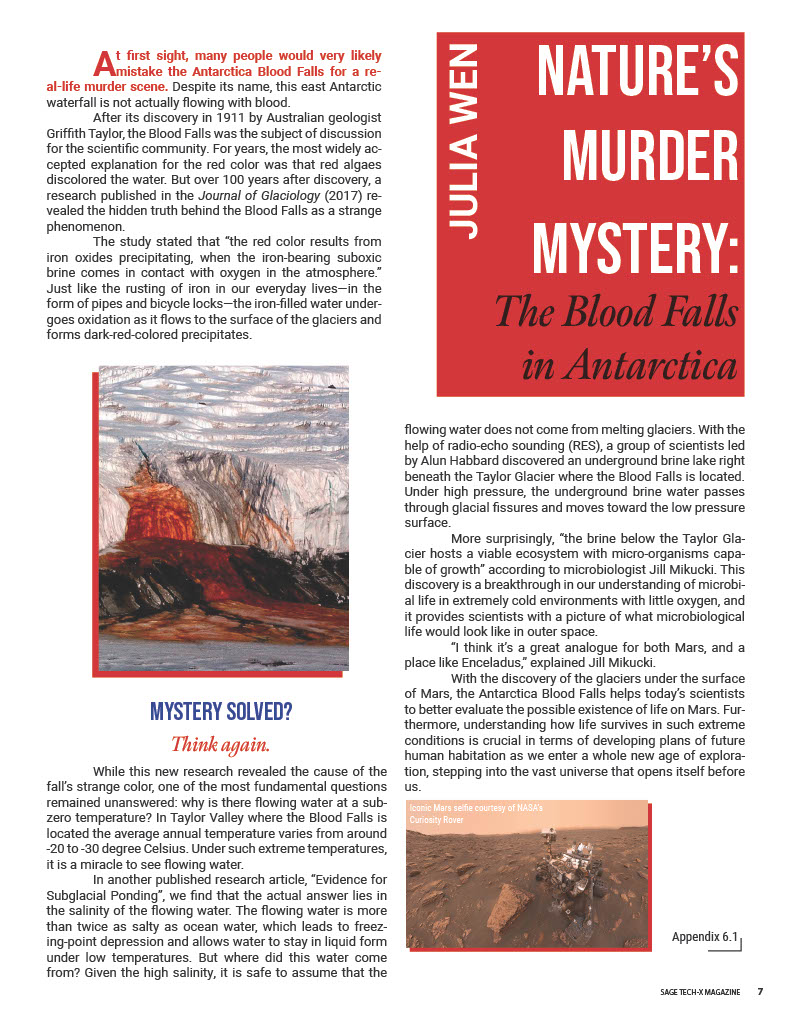 JULIA WEN
NATURE'S
MURDER
MYSTERY:
The Blood Falls
in Antarctica
At first sight, many people would very likely
mistake the Antarctica Blood Falls for a re-
al-life murder scene. Despite its name, this east Antarctic
waterfall is not actually flowing with blood.
After its discovery in 1911 by Australian geologist
Griffith Taylor, the Blood Falls was the subject of discussion
for the scientific community. For years, the most widely ac-
cepted explanation for the red color was that red algaes
discolored the water. But over 100 years after discovery, a
research published in the Journal of Glaciology (2017) re-
vealed the hidden truth behind the Blood Falls as a strange
phenomenon.
The study stated that “the red color results from
iron oxides precipitating, when the iron-bearing suboxic
brine comes in contact with oxygen in the atmosphere.”
Just like the rusting of iron in our everyday lives—in the
form of pipes and bicycle locks—the iron-filled water under-
goes oxidation as it flows to the surface of the glaciers and
forms dark-red-colored precipitates.
MYSTERY SOLVED?
Think again.
While this new research revealed the cause of the
fall's strange color, one of the most fundamental questions
remained unanswered: why is there flowing water at a sub-
zero temperature? In Taylor Valley where the Blood Falls is
located the average annual temperature varies from around
-20 to -30 degree Celsius. Under such extreme temperatures,
it is a miracle to see flowing water.
In another published research article, “Evidence for
Subglacial Ponding”, we find that the actual answer lies in
the salinity of the flowing water. The flowing water is more
than twice as salty as ocean water, which leads to freez-
ing-point depression and allows water to stay in liquid form
under low temperatures. But where did this water come
from? Given the high salinity, it is safe to assume that the
flowing water does not come from melting glaciers. With the
help of radio-echo sounding (RES), a group of scientists led
by Alun Habbard discovered an underground brine lake right
beneath the Taylor Glacier where the Blood Falls is located.
Under high pressure, the underground brine water passes
through glacial fissures and moves toward the low pressure
surface.
More surprisingly, “the brine below the Taylor Gla-
cier hosts a viable ecosystem with micro-organisms capa-
ble of growth” according to microbiologist Jill Mikucki. This
discovery is a breakthrough in our understanding of microbi-
al life in extremely cold environments with little oxygen, and
it provides scientists with a picture of what microbiological
life would look like in outer space.
“I think it's a great analogue for both Mars, and a
place like Enceladus,” explained Jill Mikucki.
With the discovery of the glaciers under the surface
of Mars, the Antarctica Blood Falls helps today's scientists
to better evaluate the possible existence of life on Mars. Fur-
thermore, understanding how life survives in such extreme
conditions is crucial in terms of developing plans of future
human habitation as we enter a whole new age of explora-
tion, stepping into the vast universe that opens itself before
us.
Iconic Mars selfie courtesy of NASA's
Curiosity Rover
Appendix 6.1
SAGE TECH-X MAGAZINE 7